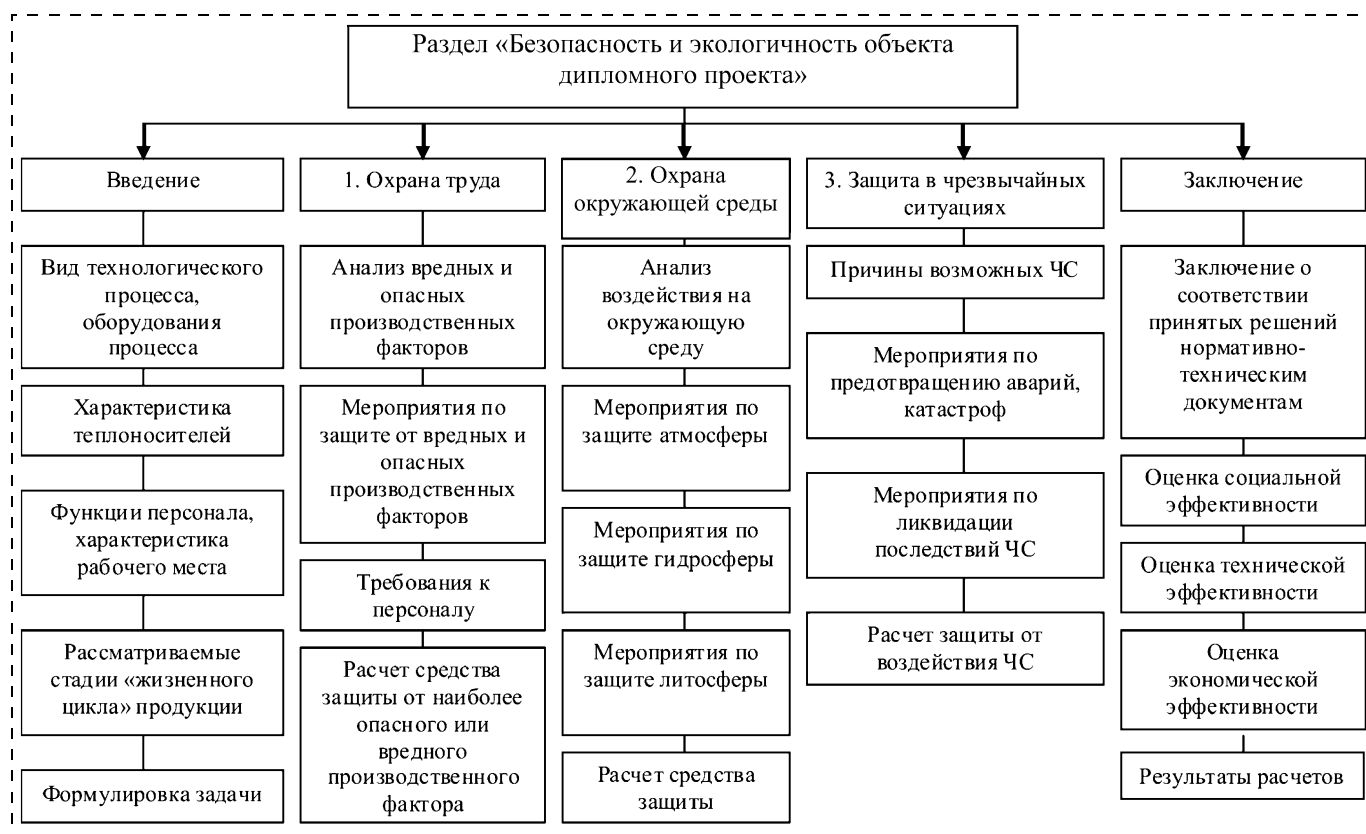 Раздел «Безопасность и экологичность объекта
дипломного проекта»
Введение
Вид технологического
процесса,
оборудования
процесса
Характеристика
теплоносителей
Функции персонала,
характеристика
рабочего места
Рассматриваемые
стадии «жизненного
цикла» продукции
Формулировка задачи
1. Охрана труда
Анализ вредных и
опасных
производственных
факторов
Мероприятия по
защите от вредных и
опасных
производственных
факторов
Требования к
персоналу
Расчет средства
защиты от наиболее
опасного или
вредного
производственного
фактора
2. Охрана
окружающей среды
Анализ
воздействия на
окружающую
среду
Мероприятия по
защите атмосферы
Мероприятия по
защите гидросферы
Мероприятия по
защите литосферы
Расчет средства
защиты
3. Защита в чрезвычайных
ситуациях
Причины возможных ЧС
Мероприятия по
предотвращению аварий,
катастроф
Мероприятия по
ликвидации
последствий ЧС
Расчет защиты от
воздействия ЧС
Заключение
Заключение о
соответствии
принятых решений
нормативно-
техническим
документам
Оценка социальной
эффективности
Оценка технической
эффективности
Оценка
экономической
эффективности
Результаты расчетов